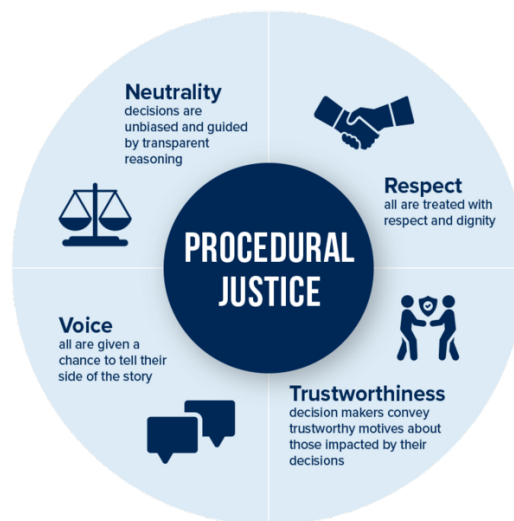 Neutrality
decisions are
unbiased and guided
by transparent
reasoning
Respect
all are treated with
respect and dignity
PROCEDURAL
JUSTICE
Voice
all are given a
chance to tell their
side of the story
Trustworthiness
decision makers convey
trustworthy motives about
those impacted by their
decisions